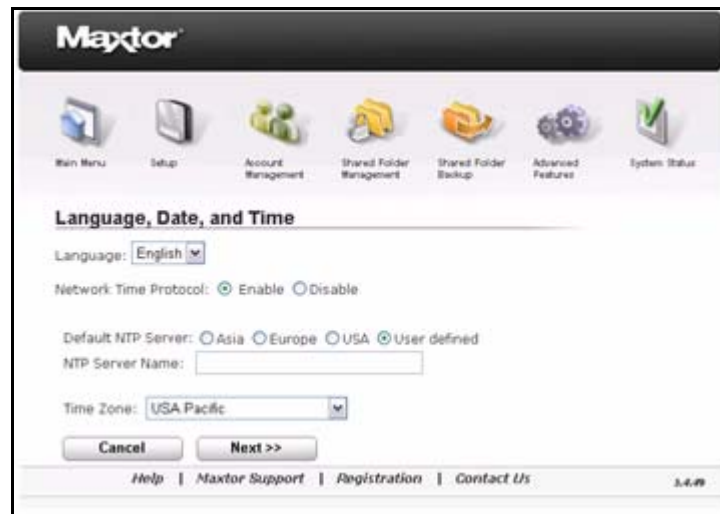 Maxtor
Main Menu
Setup
Account Management
Shared Folder Management
Shared Folder Backup
Advanced Features
System Status
Language, Date, and Time
Language: English
Network Time Protocol: Enable Disable
Default NTP Server: Asia Europe USA User defined
NTP Server Name:
Time Zone: USA Pacific
Cancel Next >>
Help | Maxtor Support | Registration | Contact Us